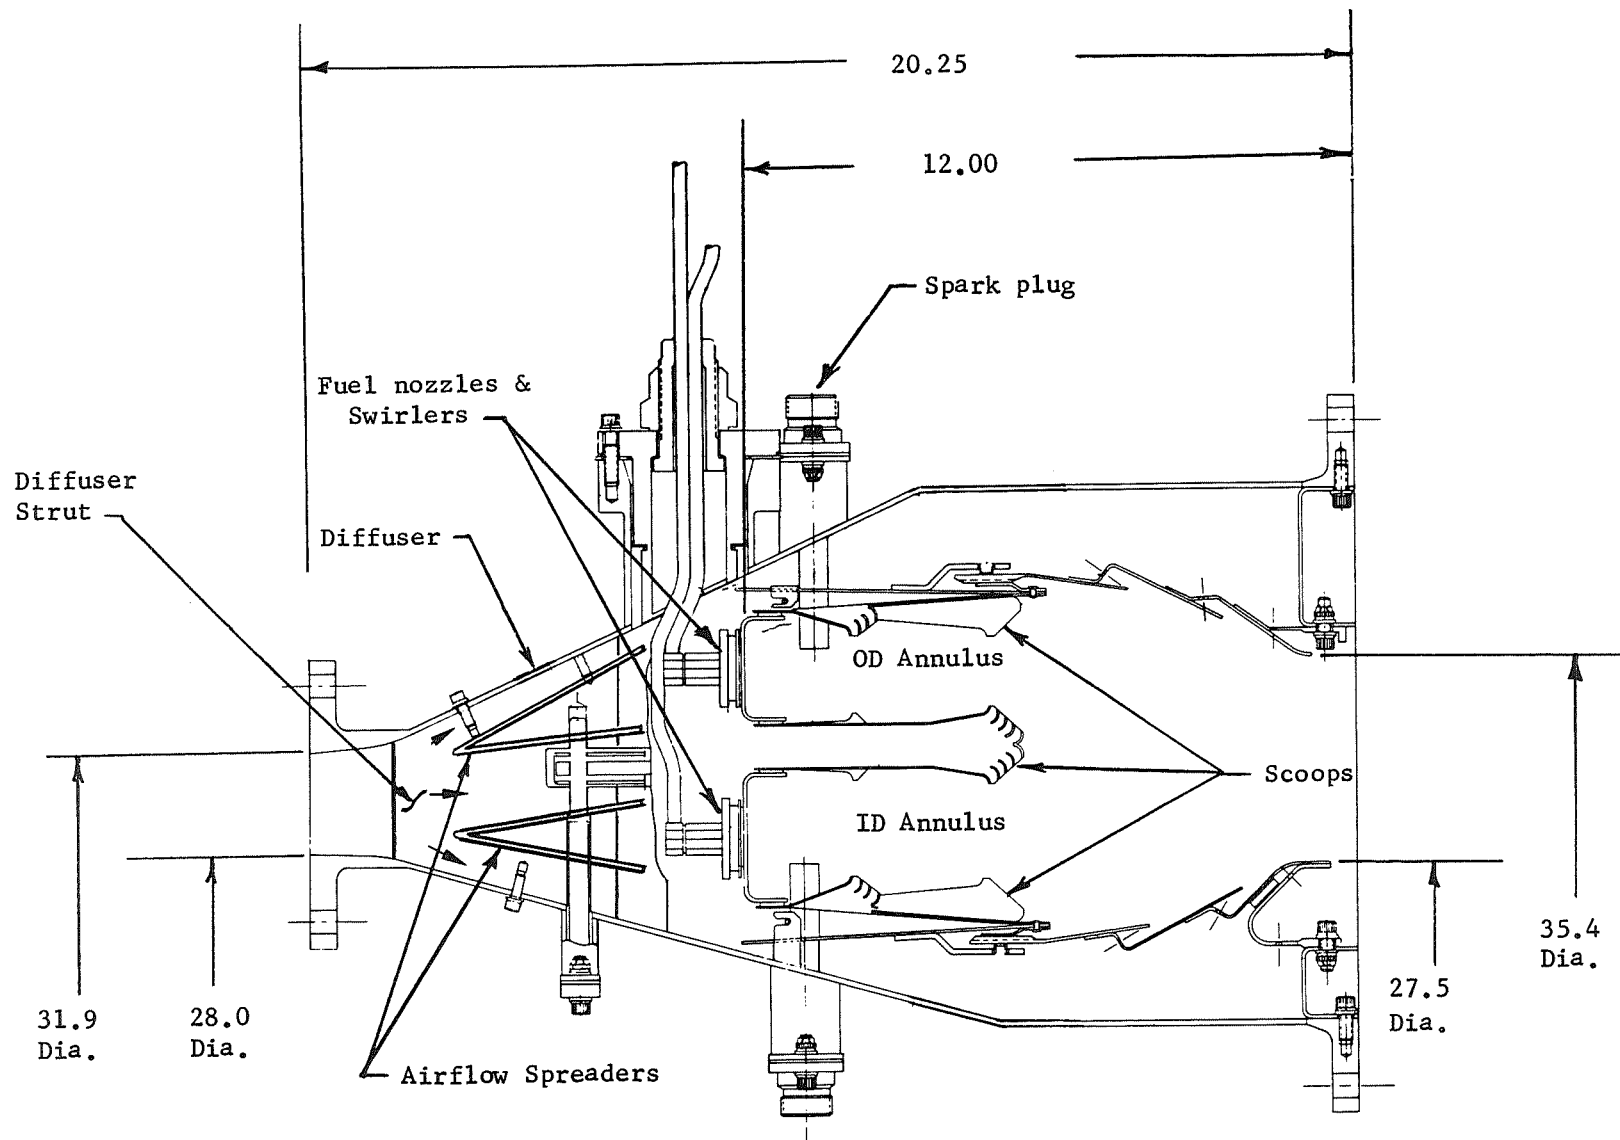 20.25
12.00
Spark plug
Fuel nozzles &
Swirlers
Diffuser
Strut
Diffuser
OD Annulus
Scoops
ID Annulus
35.4
Dia.
27.5
Dia.
31.9
Dia.
28.0
Dia.
Airflow Spreaders